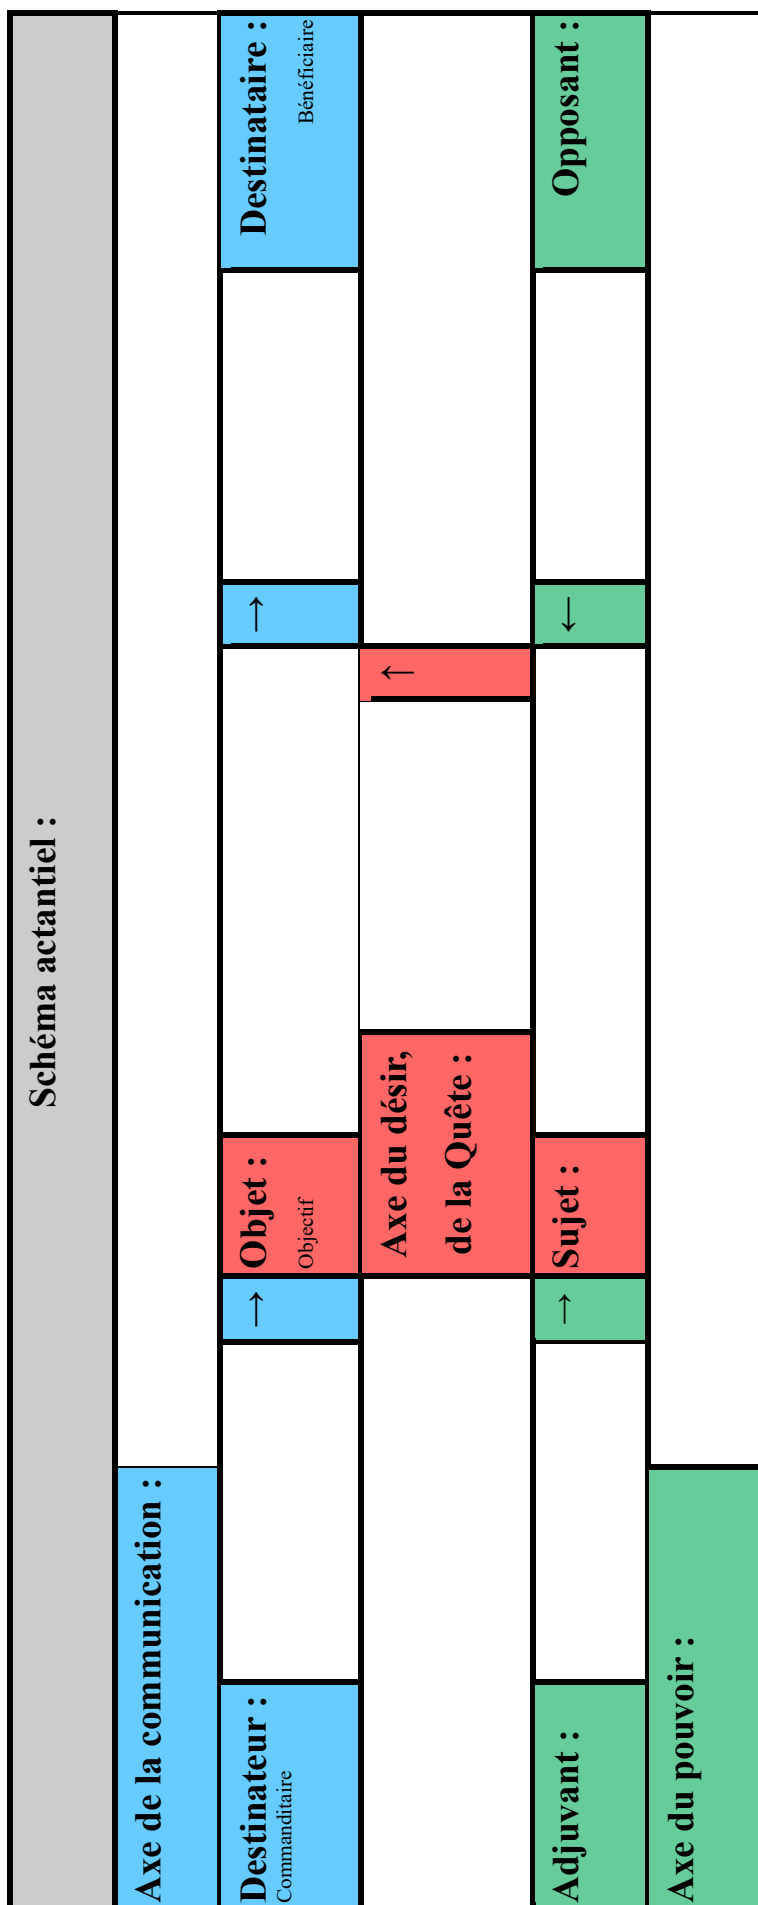 Schéma actantiel :
Axe de la communication :
Destinateur :
Commanditaire
→
Objet :
Objectif
→
Destinataire :
Bénéficiaire
Axe du désir,
de la Quête :
↑
Adjuvant :
→
Sujet :
←
Opposant :
Axe du pouvoir :